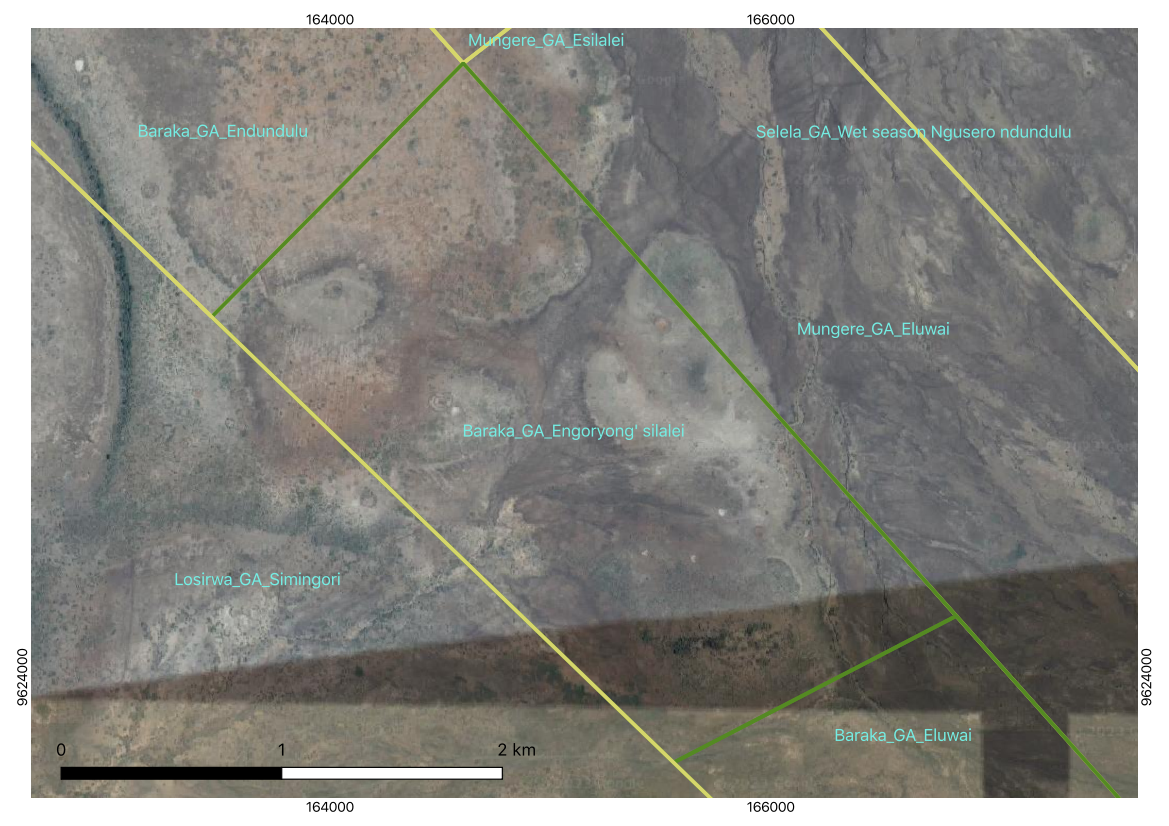 164000
166000
Mungere_GA_Esilalei
Baraka_GA_Endundulu
Selela_GA_Wet season Ngusero ndundulu
Mungere_GA_Eluwai
Baraka_GA_Engoryong' silalei
Losirwa_GA_Simingori
9624000
9624000
Baraka_GA_Eluwai
0
1
2 km
164000
166000